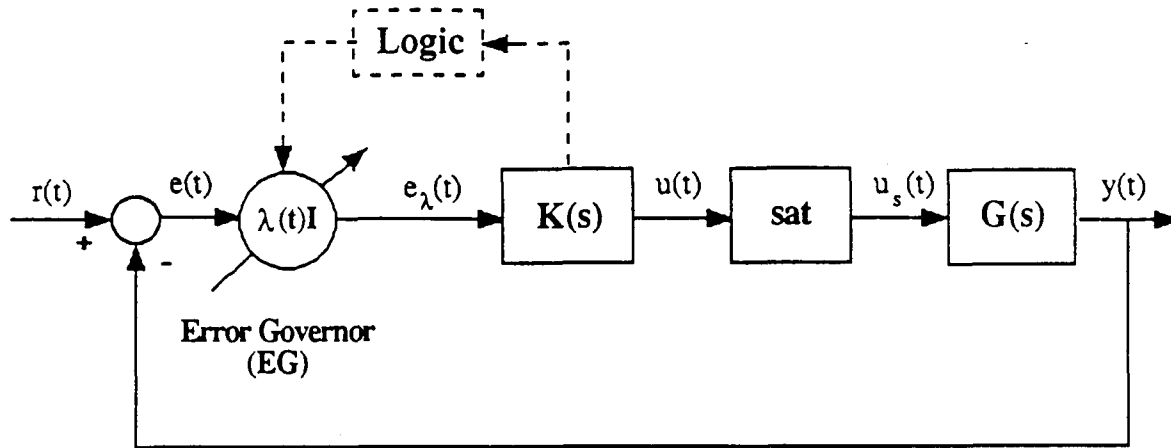 Logic
r(t)
e(t)
e_λ(t)
u(t)
u_s(t)
y(t)
λ(t)I
K(s)
sat
G(s)
+
-
Error Governor
(EG)